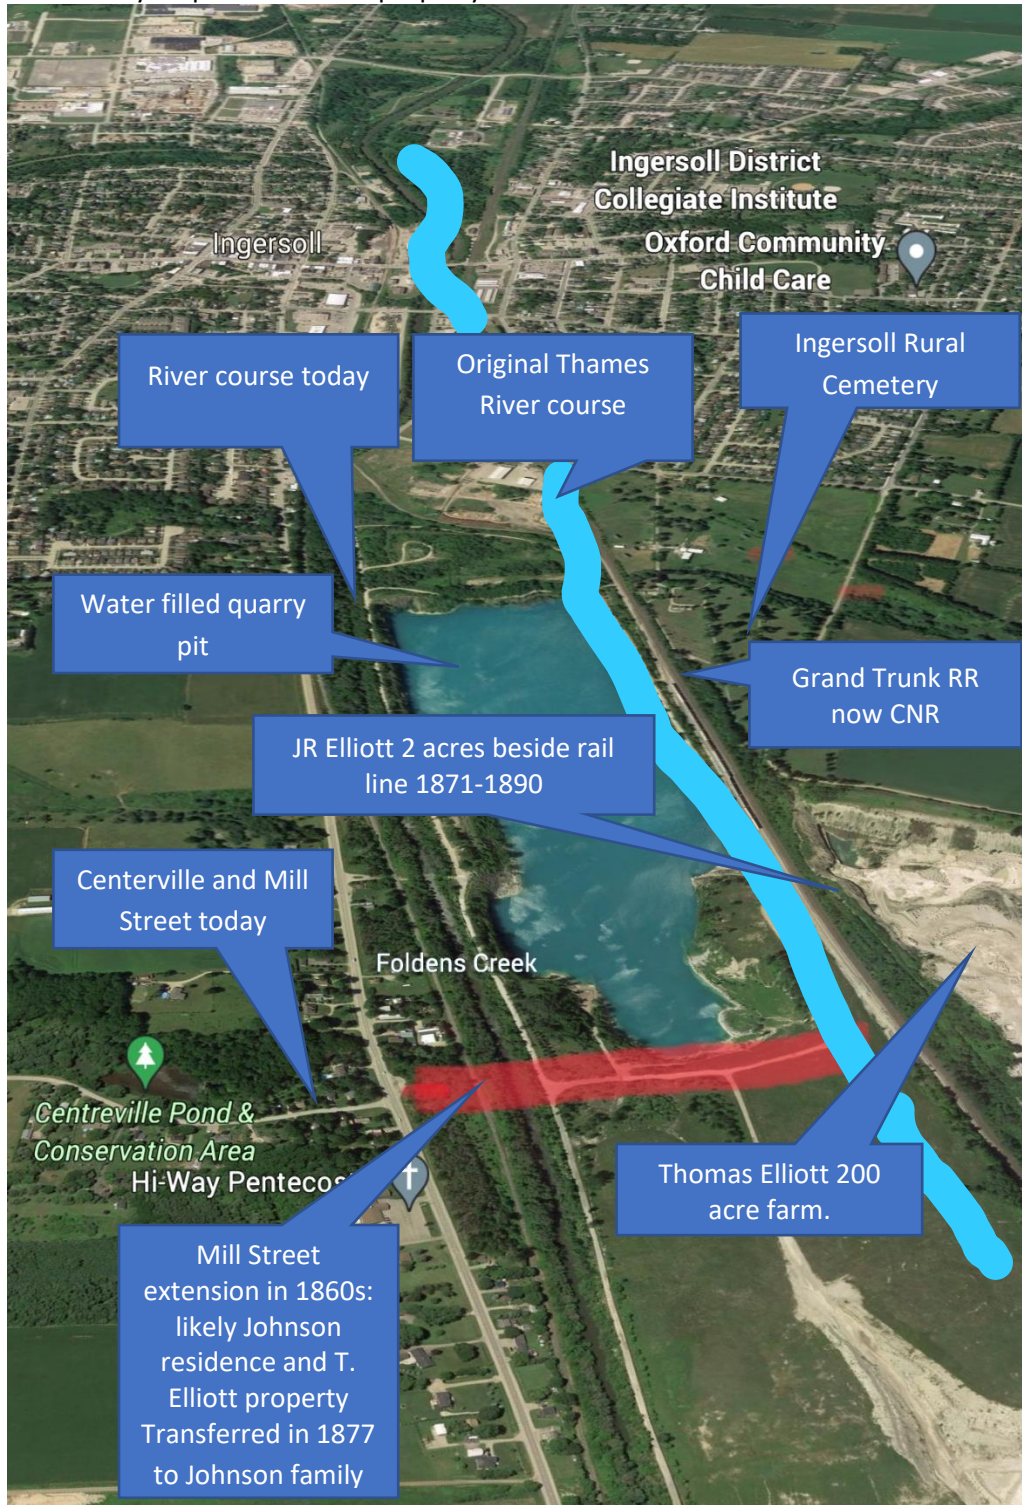 Ingersoll District
Collegiate Institute
Ingersoll
Oxford Community
Child Care
River course today
Original Thames
River course
Ingersoll Rural
Cemetery
Water filled quarry
pit
Grand Trunk RR
now CNR
JR Elliott 2 acres beside rail
line 1871-1890
Centerville and Mill
Street today
Foldens Creek
Centreville Pond &
Conservation Area
Hi-Way Pentecos
Thomas Elliott 200
acre farm.
Mill Street
extension in 1860s:
likely Johnson
residence and T.
Elliott property
Transferred in 1877
to Johnson family